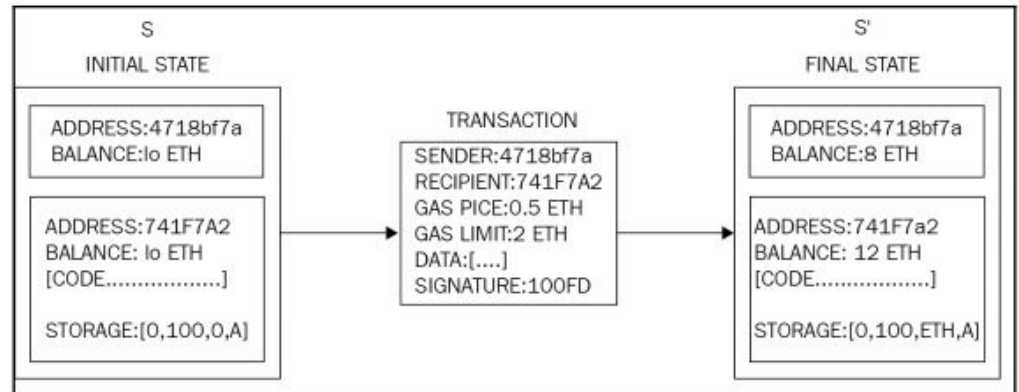 S
INITIAL STATE
ADDRESS:4718bf7a
BALANCE:lo ETH
ADDRESS:741F7A2
BALANCE: lo ETH
[CODE..................]
STORAGE:[0,100,0,A]
TRANSACTION
SENDER:4718bf7a
RECIPIENT:741F7A2
GAS PICE:0.5 ETH
GAS LIMIT:2 ETH
DATA:[....]
SIGNATURE:100FD
S'
FINAL STATE
ADDRESS:4718bf7a
BALANCE:8 ETH
ADDRESS:741F7a2
BALANCE: 12 ETH
[CODE..................]
STORAGE:[0,100,ETH,A]